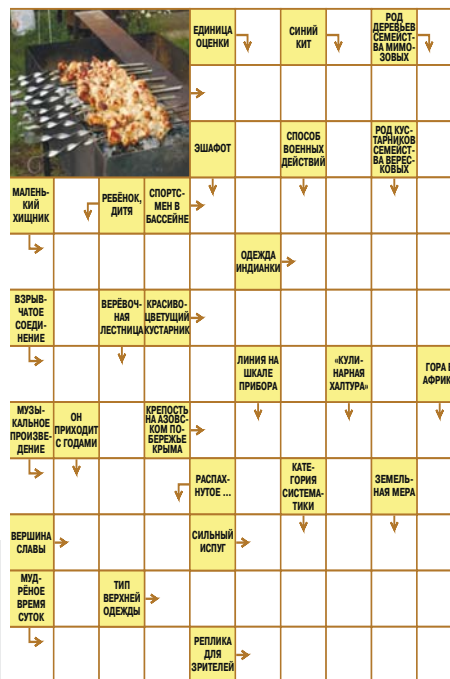 ЕДИНИЦА
ОЦЕНКИ
СИНИЙ
КИТ
РОД
ДЕРЕВЬЕВ
СЕМЕЙСТ
ВА МИМО-
ЗОВЫХ
ЭШАФОТ
СПОСОБ
ВОЕННЫХ
ДЕЙСТВИЙ
РОД КУС-
ТАРНИКОВ
СЕМЕЙСТ-
ВА ВЕРЕС-
КОВЫХ
МАЛЕНЬ-
КИЙ
ХИЩНИК
РЕБЁНОК,
ДИТЯ
СПОРТС-
МЕН В
БАССЕЙНЕ
ОДЕЖДА
ИНДИАНКИ
ВЗРЫВ-
ЧАТОЕ
СОЕДИ-
НЕНИЕ
ВЕРЁВОЧ-
НАЯ
ЛЕСТНИЦА
КРАСИВО-
ЦВЕТУЩИЙ
КУСТАРНИК
ЛИНИЯ НА
ШКАЛЕ
ПРИБОРА
«КУЛИ-
НАРНАЯ
ХАЛТУРА»
ГОРА В
АФРИК
МУЗЫ-
КАЛЬНОЕ
ПРОИЗВЕ-
ДЕНИЕ
ОН
ПРИХОДИТ
С ГОДАМИ
КРЕПОСТЬ
НА АЗОВС-
КОМ ПО-
БЕРЕЖЬЕ
КРЫМА
РАСПАХ-
НУТОЕ ...
КАТЕ-
ГОРИЯ
СИСТЕМА-
ТИКИ
ЗЕМЕЛЬ-
НАЯ МЕРА
ВЕРШИНА
СЛАВЫ
СИЛЬНЫЙ
ИСПУГ
МУД-
РЁНОЕ
ВРЕМЯ
СУТОК
ТИП
ВЕРХНЕЙ
ОДЕЖДЫ
РЕПЛИКА
ДЛЯ
ЗРИТЕЛЕЙ